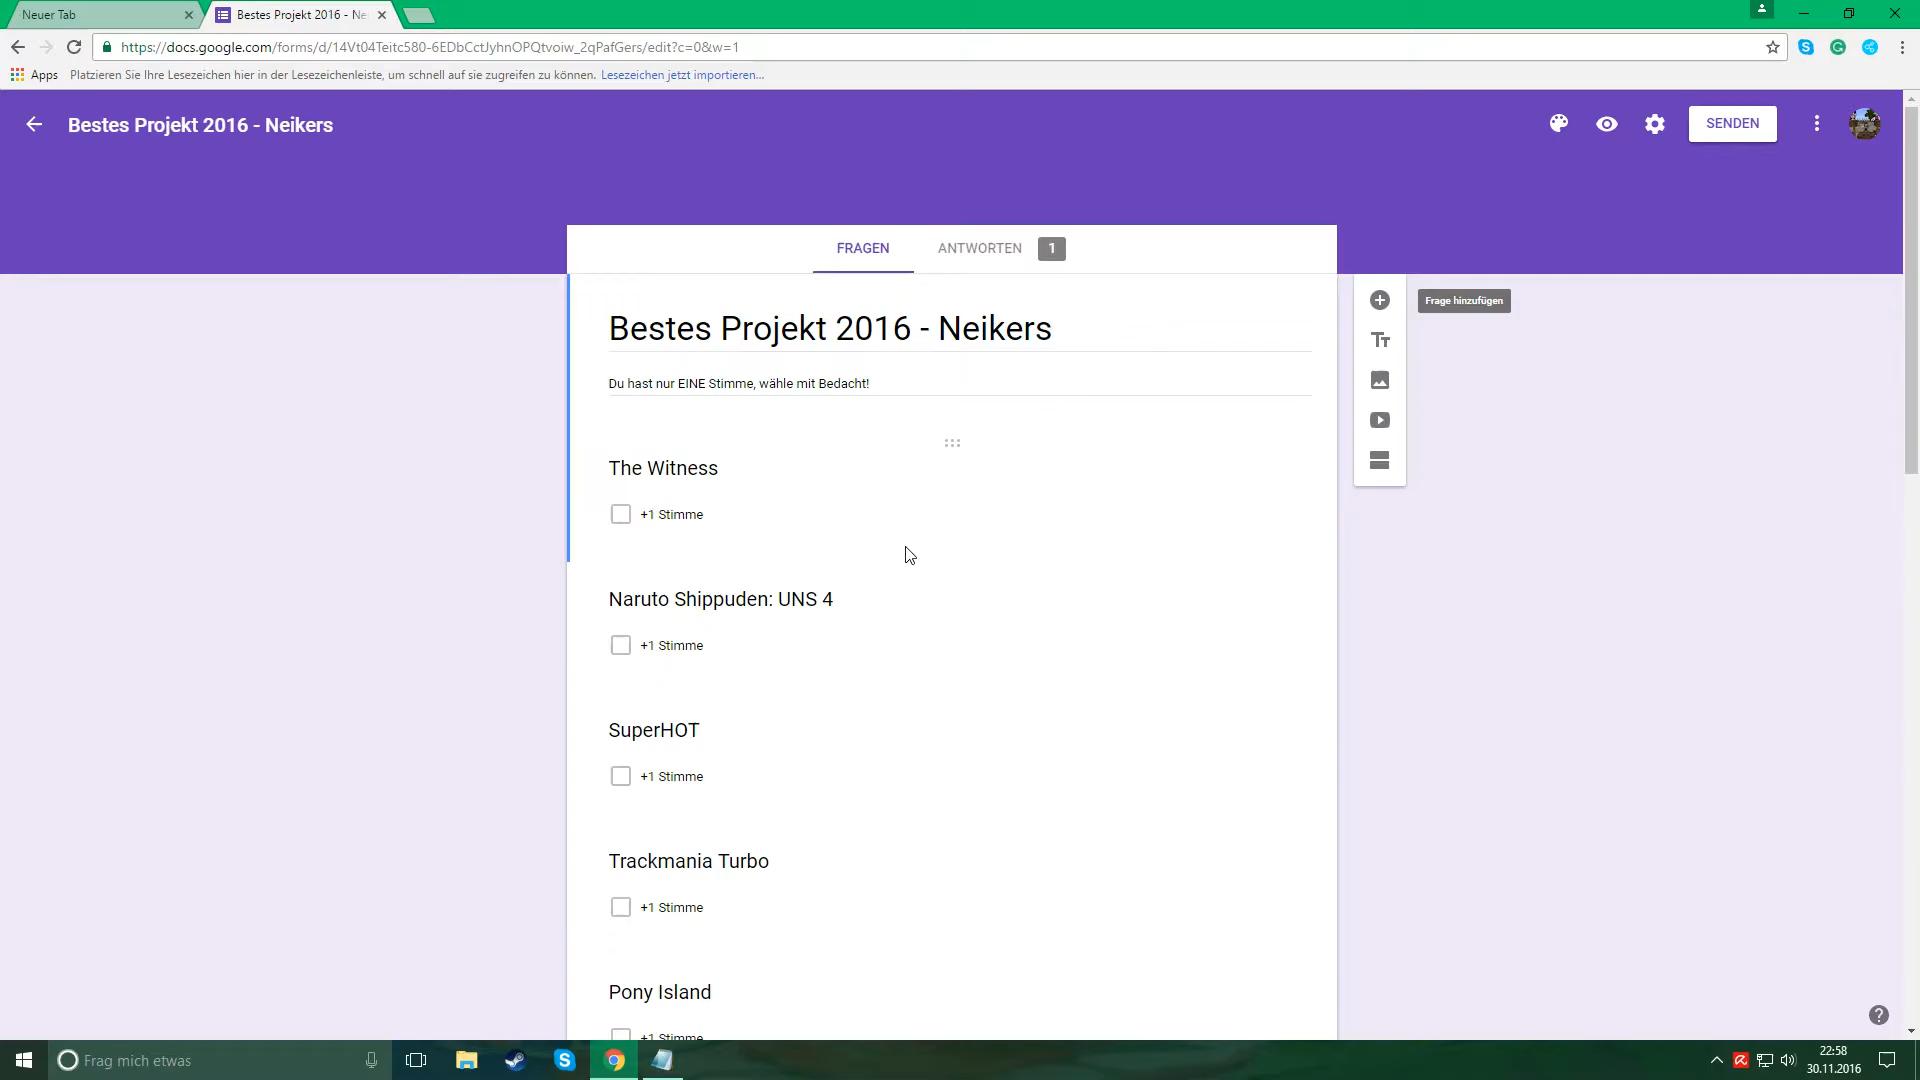 Neuer Tab
Bestes Projekt 2016 - Ne
https://docs.google.com/forms/d/14Vt04Teitc580-6EDbCctJyhnOPQtvoiw_2qPafGers/edit?c=0&w=1
Apps Platzieren Sie Ihre Lesezeichen hier in der Lesezeichenleiste, um schnell auf sie zugreifen zu können. Lesezeichen jetzt importieren...
Bestes Projekt 2016 - Neikers
SENDEN
FRAGEN
ANTWORTEN 1
Bestes Projekt 2016 - Neikers
Frage hinzufügen
Du hast nur EINE Stimme, wähle mit Bedacht!
The Witness
+1 Stimme
Naruto Shippuden: UNS 4
+1 Stimme
SuperHOT
+1 Stimme
Trackmania Turbo
+1 Stimme
Pony Island
+1 Stimme
Frag mich etwas
22:58
30.11.2016